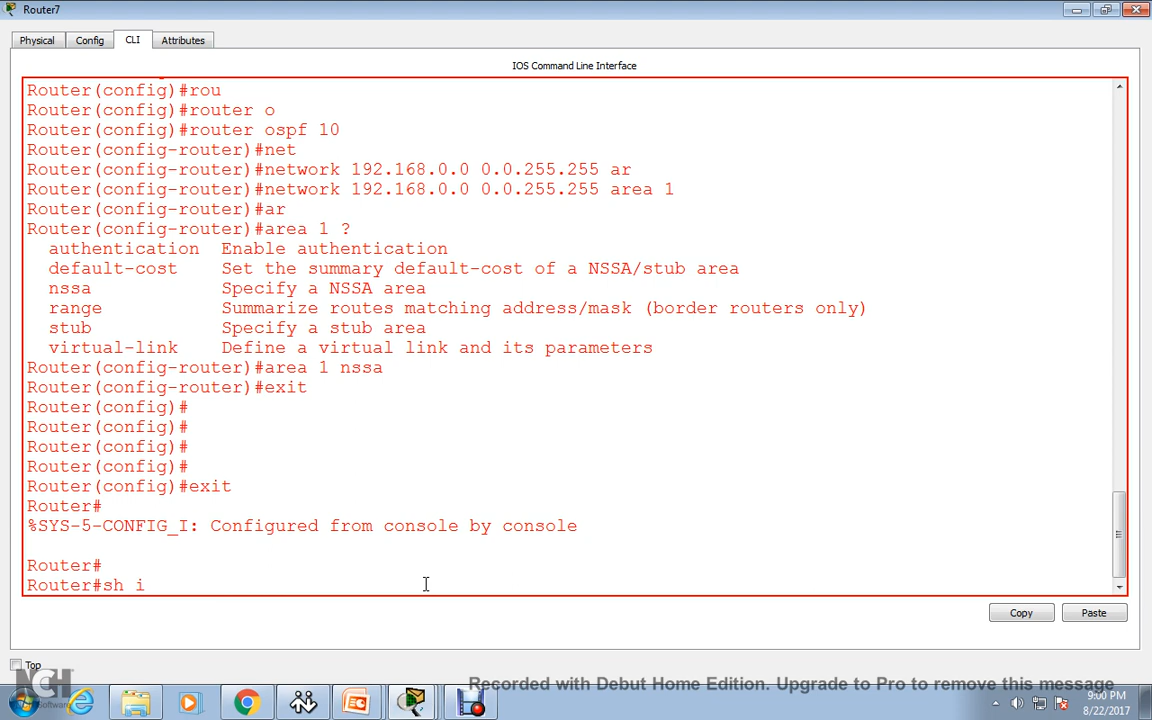 Router7
Physical Config CLI Attributes
IOS Command Line Interface
Router(config)#rou
Router(config)#router o
Router(config)#router ospf 10
Router(config-router)#net
Router(config-router)#network 192.168.0.0 0.0.255.255 ar
Router(config-router)#network 192.168.0.0 0.0.255.255 area 1
Router(config-router)#ar
Router(config-router)#area 1 ?
authentication Enable authentication
default-cost Set the summary default-cost of a NSSA/stub area
nssa Specify a NSSA area
range Summarize routes matching address/mask (border routers only)
stub Specify a stub area
virtual-link Define a virtual link and its parameters
Router(config-router)#area 1 nssa
Router(config-router)#exit
Router(config)#
Router(config)#
Router(config)#
Router(config)#
Router(config)#exit
Router#
%SYS-5-CONFIG_I: Configured from console by console
Router#
Router#sh i
Copy Paste
Top
NCH Software
Recorded with Debut Home Edition. Upgrade to Pro to remove this message
9:00 PM
8/22/2017